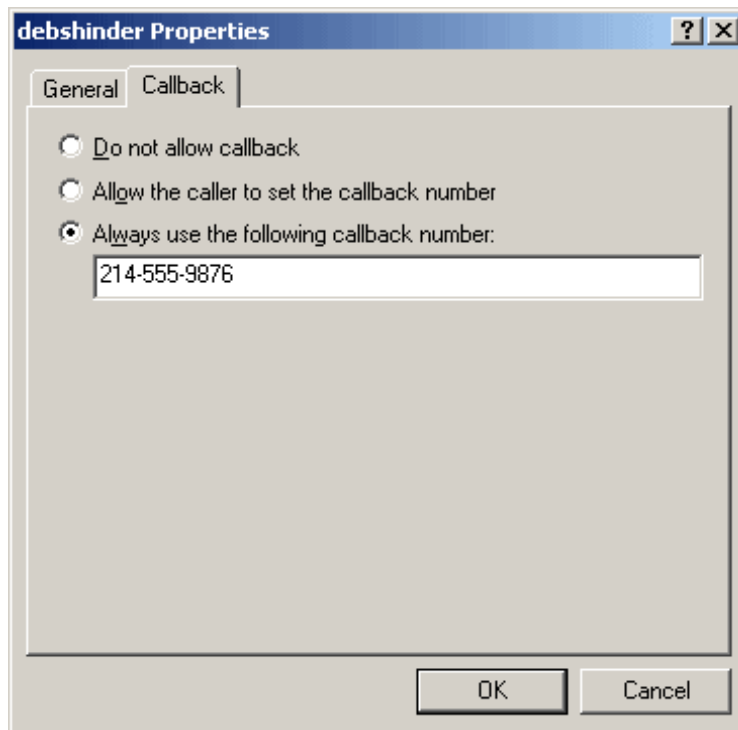 debshinder Properties
General Callback
Do not allow callback
Allow the caller to set the callback number
Always use the following callback number:
214-555-9876
OK Cancel